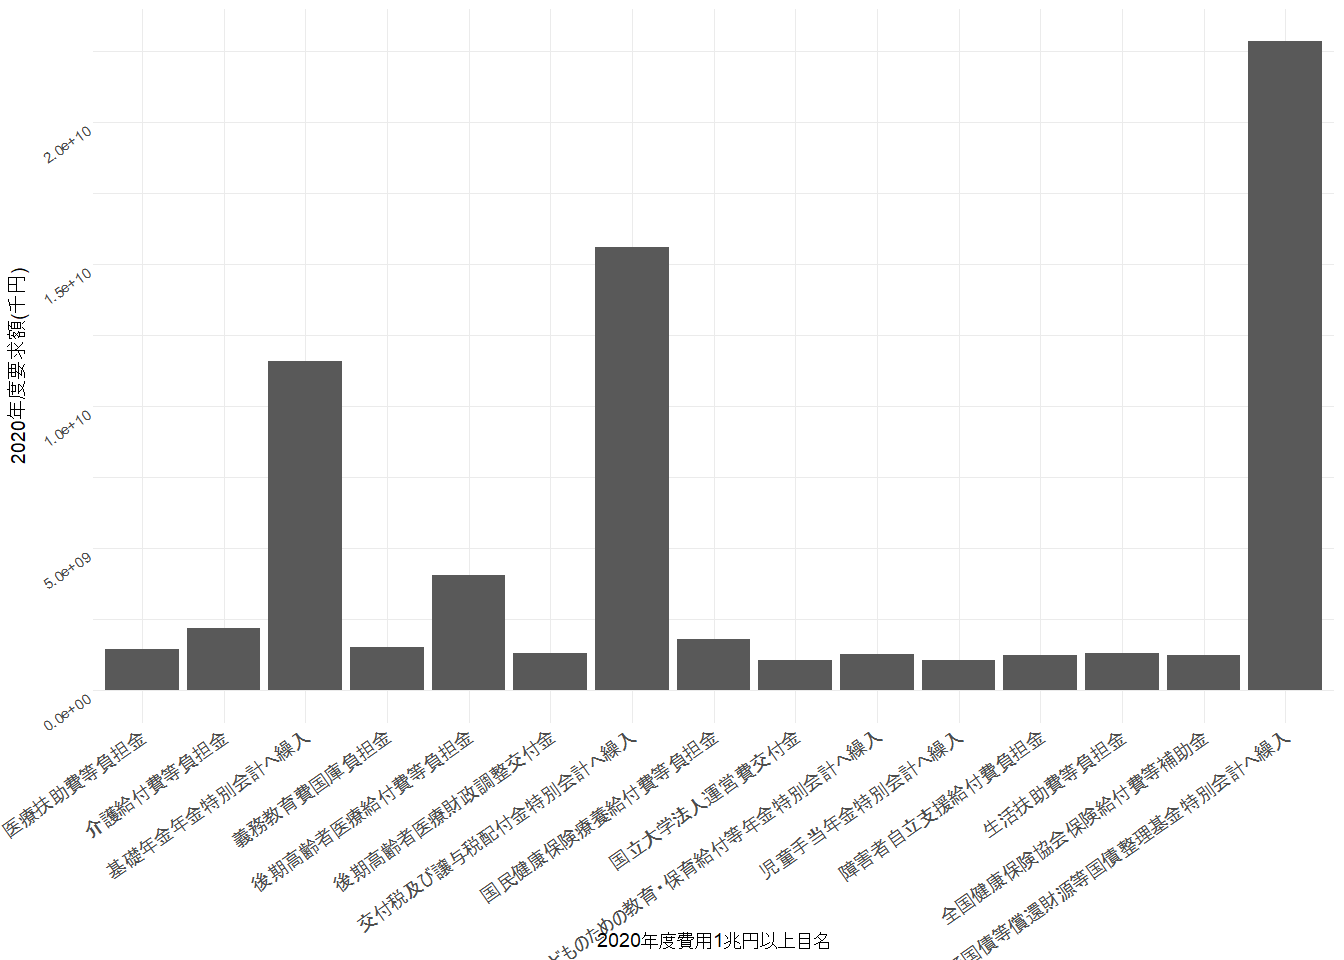 2020年度要求額(千円)
2.0e+10
1.5e+10
1.0e+10
5.0e+09
0.0e+00
医療扶助費等負担金
介護給付費等負担金
基礎年金年金特別会計へ繰入
義務教育費国庫負担金
後期高齢者医療給付費等負担金
後期高齢者医療財政調整交付金
交付税及び譲与税配付金特別会計へ繰入
国民健康保険療養給付費等負担金
国立大学法人運営費交付金
どものための教育・保育給付等年金特別会計へ繰入
児童手当年金特別会計へ繰入
障害者自立支援給付費負担金
生活扶助費等負担金
全国健康保険協会保険給付費等補助金
国債等償還財源等国債整理基金特別会計へ繰入
2020年度費用1兆円以上目名